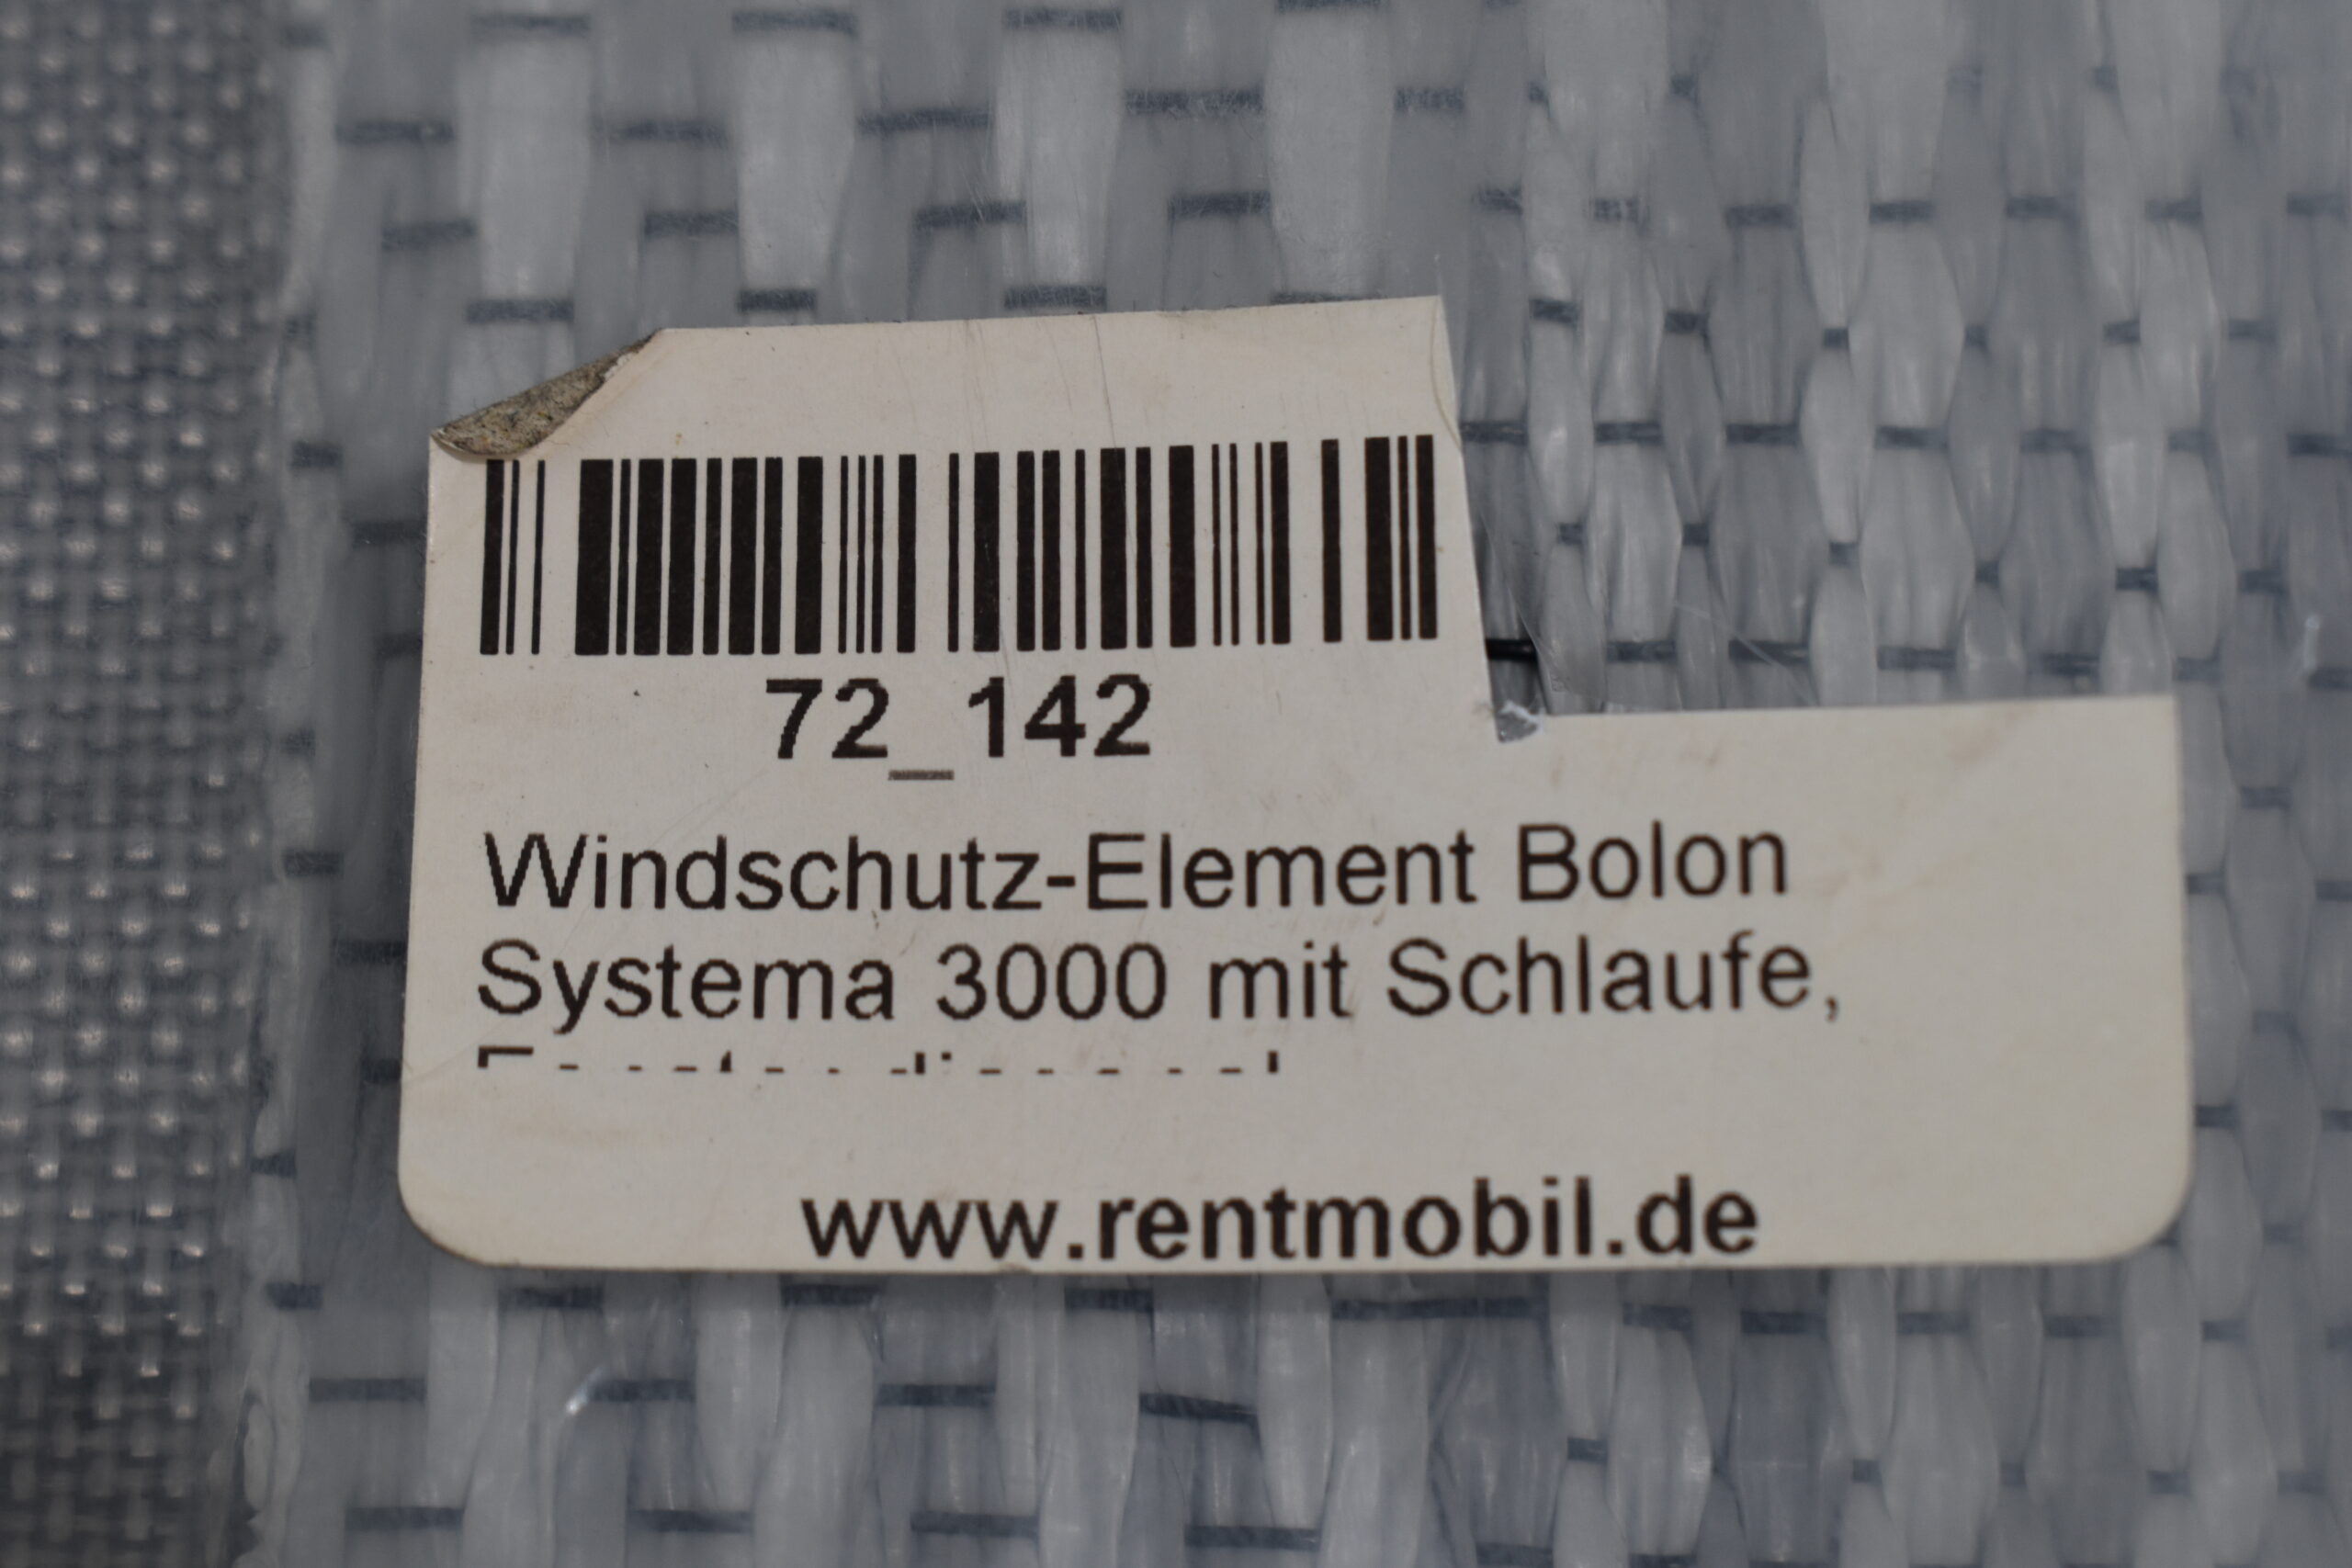 72_142
Windschutz-Element Bolon
Systema 3000 mit Schlaufe,
www.rentmobil.de